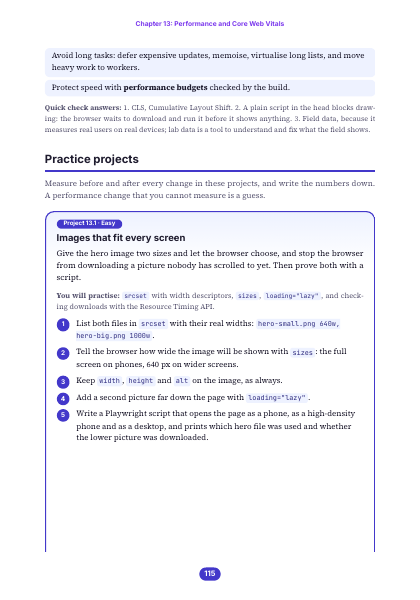 Chapter 13: Performance and Core Web Vitals
Avoid long tasks: defer expensive updates, memoise, virtualise long lists, and move
heavy work to workers.
Protect speed with performance budgets checked by the build.
Quick check answers: 1. CLS, Cumulative Layout Shift. 2. A plain script in the head blocks draw-
ing: the browser waits to download and run it before it shows anything. 3. Field data, because it
measures real users on real devices; lab data is a tool to understand and fix what the field shows.
Practice projects
Measure before and after every change in these projects, and write the numbers down.
A performance change that you cannot measure is a guess.
Project 13.1 · Easy
Images that fit every screen
Give the hero image two sizes and let the browser choose, and stop the browser
from downloading a picture nobody has scrolled to yet. Then prove both with a
script.
You will practise: srcset with width descriptors, sizes, loading="lazy", and check-
ing downloads with the Resource Timing API.
1 List both files in srcset with their real widths: hero-small.png 640w,
hero-big.png 1000w.
2 Tell the browser how wide the image will be shown with sizes: the full
screen on phones, 640 px on wider screens.
3 Keep width, height and alt on the image, as always.
4 Add a second picture far down the page with loading="lazy".
5 Write a Playwright script that opens the page as a phone, as a high-density
phone and as a desktop, and prints which hero file was used and whether
the lower picture was downloaded.
115